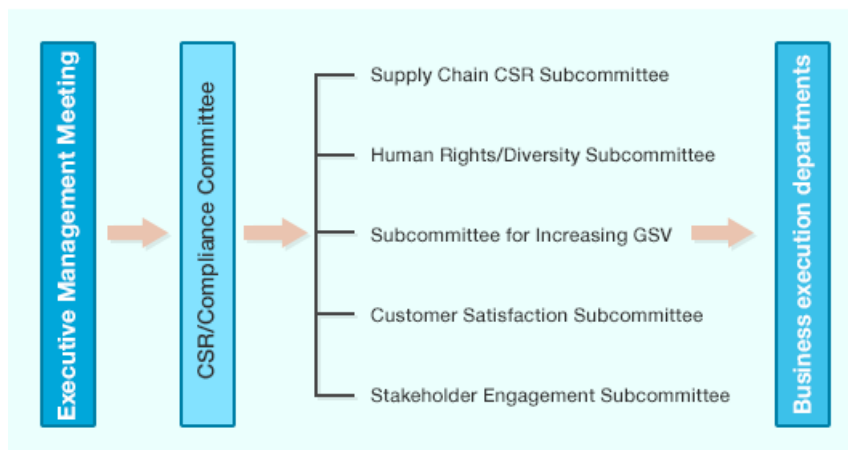 Executive Management Meeting
CSR/Compliance Committee
Supply Chain CSR Subcommittee
Human Rights/Diversity Subcommittee
Subcommittee for Increasing GSV
Customer Satisfaction Subcommittee
Stakeholder Engagement Subcommittee
Business execution departments